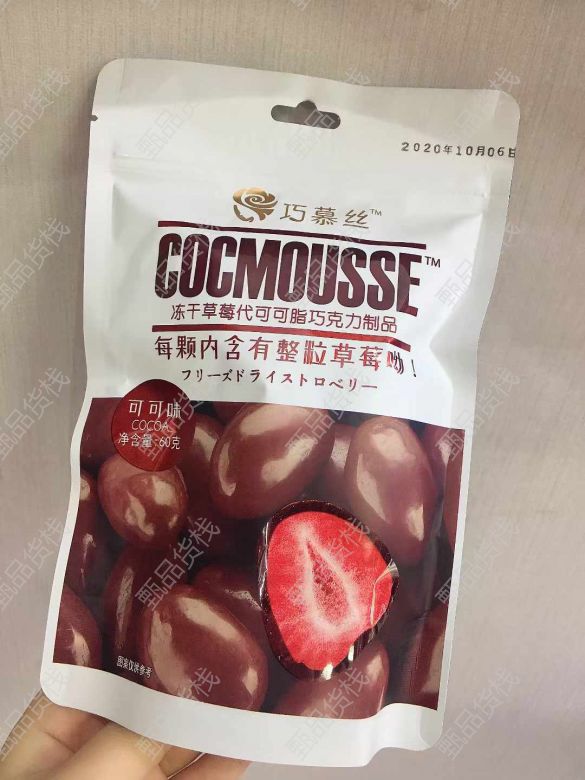 2020年10月06日
巧慕丝™
COCMOUSSE™
冻干草莓代可可脂巧克力制品
每颗内含有整粒草莓呦！
フリーズドライストロベリー
可可味
COCOA
净含量:60克
图案仅供参考
甄品货栈